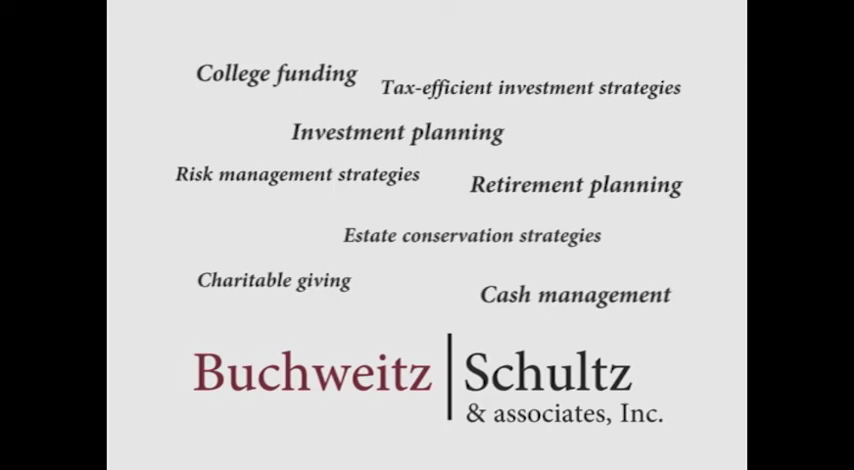 College funding
Tax-efficient investment strategies
Investment planning
Risk management strategies
Retirement planning
Estate conservation strategies
Charitable giving
Cash management
Buchweitz | Schultz
& associates, Inc.